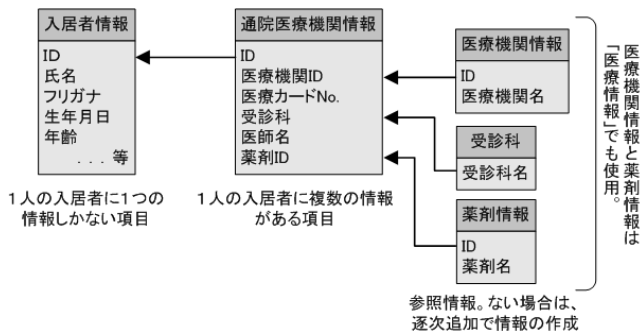 入居者情報
ID
氏名
フリガナ
生年月日
年齢
...等
1人の入居者に1つの
情報しかない項目
通院医療機関情報
ID
医療機関ID
医療カードNo.
受診科
医師名
薬剤ID
1人の入居者に複数の情報
がある項目
医療機関情報
ID
医療機関名
受診科
受診科名
薬剤情報
ID
薬剤名
参照情報。ない場合は、
逐次追加で情報の作成
医療機関情報と薬剤情報は
「医療情報」でも使用。